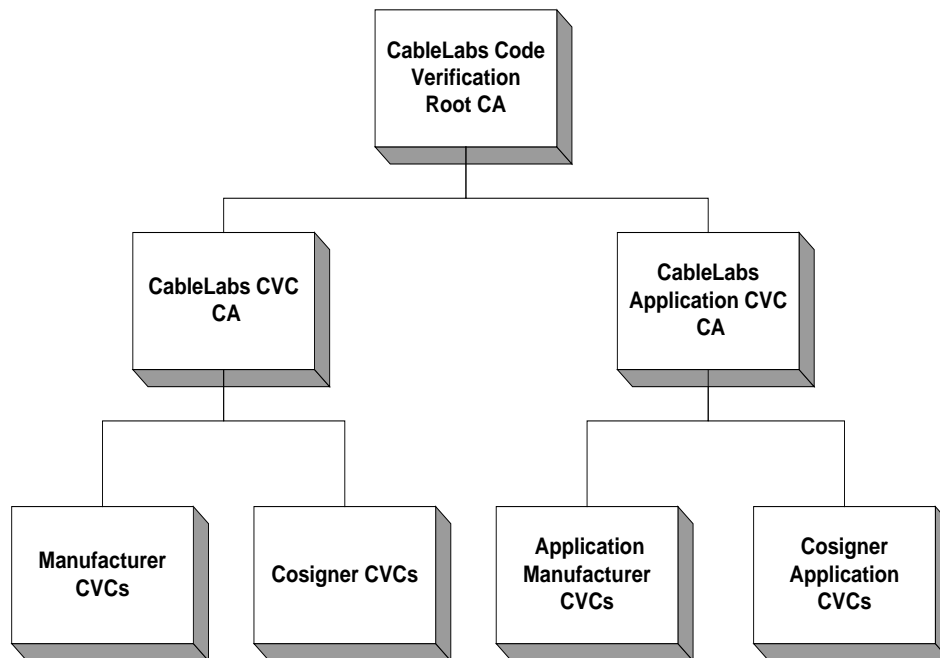 CableLabs Code
Verification
Root CA
CableLabs CVC
CA
CableLabs
Application CVC
CA
Manufacturer
CVCs
Cosigner CVCs
Application
Manufacturer
CVCs
Cosigner
Application
CVCs